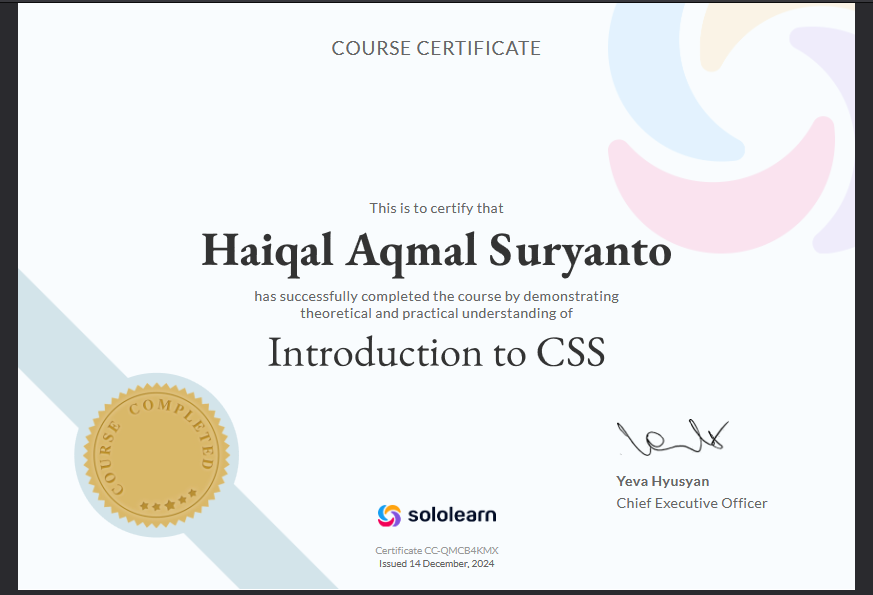 COURSE CERTIFICATE
This is to certify that
Haiqal Aqmal Suryanto
has successfully completed the course by demonstrating
theoretical and practical understanding of
Introduction to CSS
COURSE COMPLETED
Yeva Hyusyan
Chief Executive Officer
sololearn
Certificate CC-QMCB4KMX
Issued 14 December, 2024